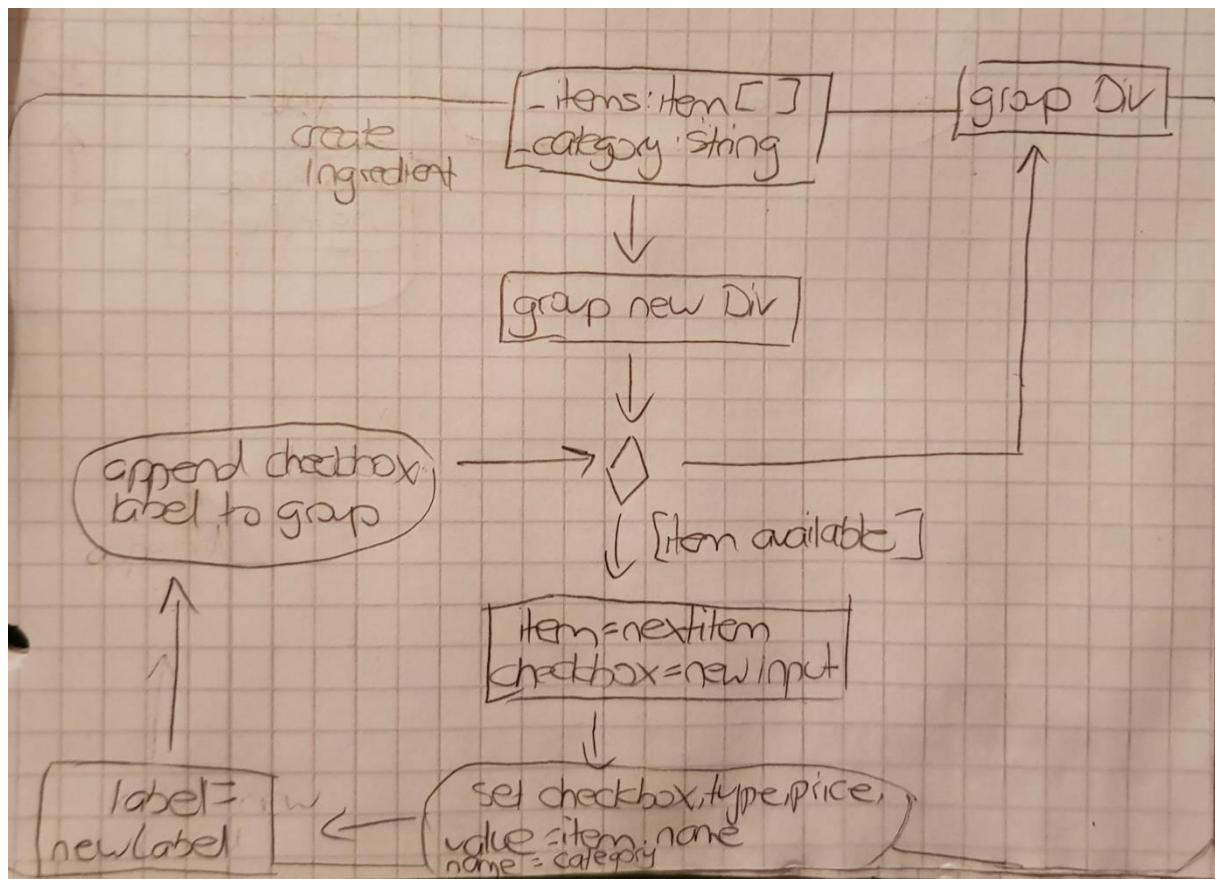 create
ingredient
_items:item[ ]
_category:String
group Div
group new Div
[item available]
item=nextitem
checkbox=new input
set checkbox,type,price,
value=item.name
name=category
label=
newLabel
append checkbox,
label to group